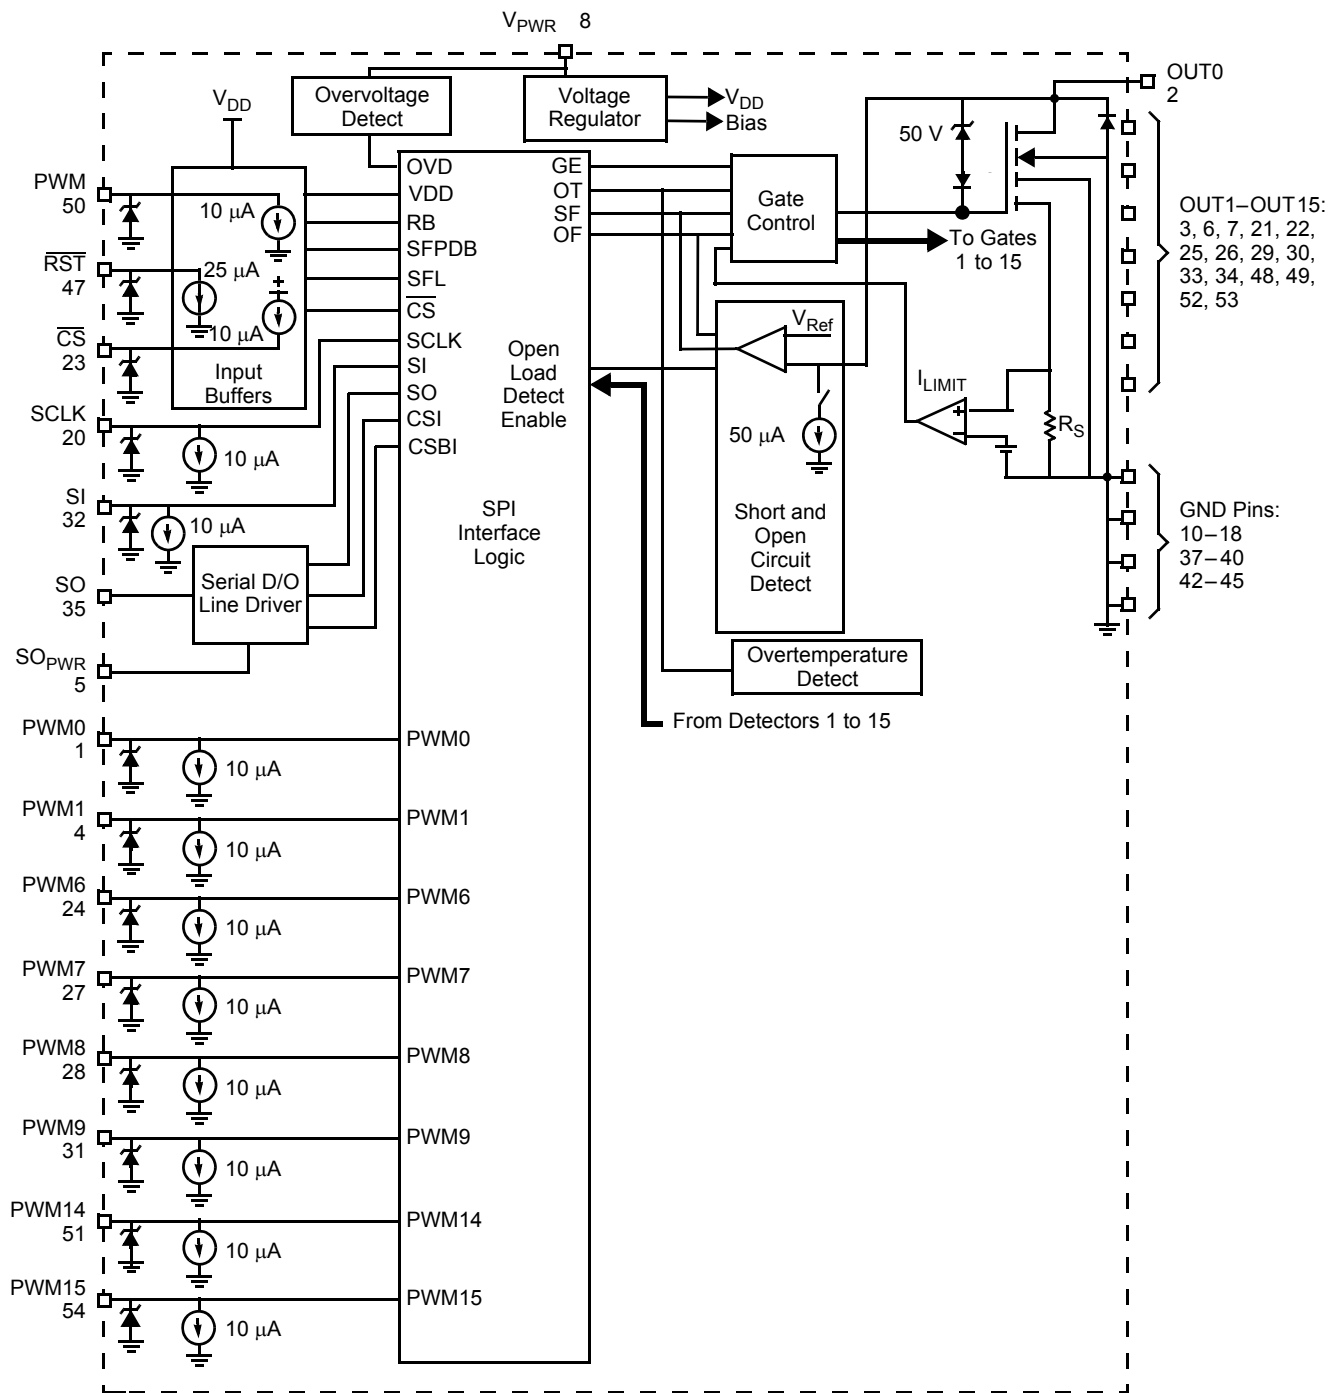 VPWR 8
OUT0
2
Overvoltage
Detect
Voltage
Regulator
VDD
Bias
VDD
50 V
OUT1–OUT15:
3, 6, 7, 21, 22,
25, 26, 29, 30,
33, 34, 48, 49,
52, 53
PWM
50
10 μA
RST
47
25 μA
+
10 μA
CS
23
Input
Buffers
OVD
VDD
RB
SFPDB
SFL
CS
SCLK
SI
SO
CSI
CSBI
GE
OT
SF
OF
Gate
Control
To Gates
1 to 15
Open
Load
Detect
Enable
VRef
50 μA
Short and
Open
Circuit
Detect
ILIMIT
+
–
RS
SCLK
20
10 μA
SI
32
10 μA
SPI
Interface
Logic
GND Pins:
10–18
37–40
42–45
SO
35
Serial D/O
Line Driver
SOPWR
5
Overtemperature
Detect
From Detectors 1 to 15
PWM0
1
10 μA
PWM0
PWM1
4
10 μA
PWM1
PWM6
24
10 μA
PWM6
PWM7
27
10 μA
PWM7
PWM8
28
10 μA
PWM8
PWM9
31
10 μA
PWM9
PWM14
51
10 μA
PWM14
PWM15
54
10 μA
PWM15